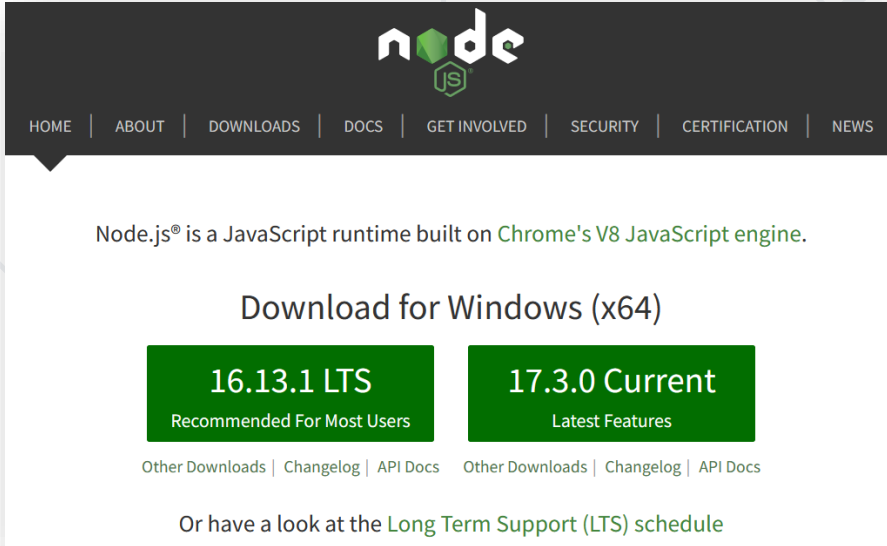 node
JS
HOME | ABOUT | DOWNLOADS | DOCS | GET INVOLVED | SECURITY | CERTIFICATION | NEWS
Node.js® is a JavaScript runtime built on Chrome's V8 JavaScript engine.
Download for Windows (x64)
16.13.1 LTS
Recommended For Most Users
17.3.0 Current
Latest Features
Other Downloads | Changelog | API Docs
Other Downloads | Changelog | API Docs
Or have a look at the Long Term Support (LTS) schedule